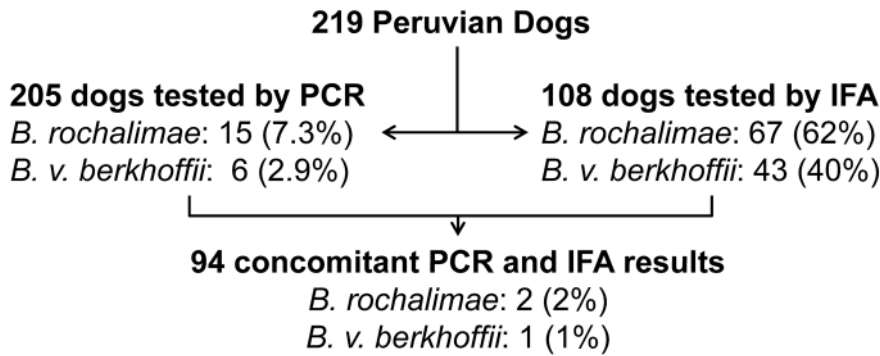 219 Peruvian Dogs
205 dogs tested by PCR
B. rochalimae: 15 (7.3%)
B. v. berkhoffii: 6 (2.9%)
108 dogs tested by IFA
B. rochalimae: 67 (62%)
B. v. berkhoffii: 43 (40%)
94 concomitant PCR and IFA results
B. rochalimae: 2 (2%)
B. v. berkhoffii: 1 (1%)